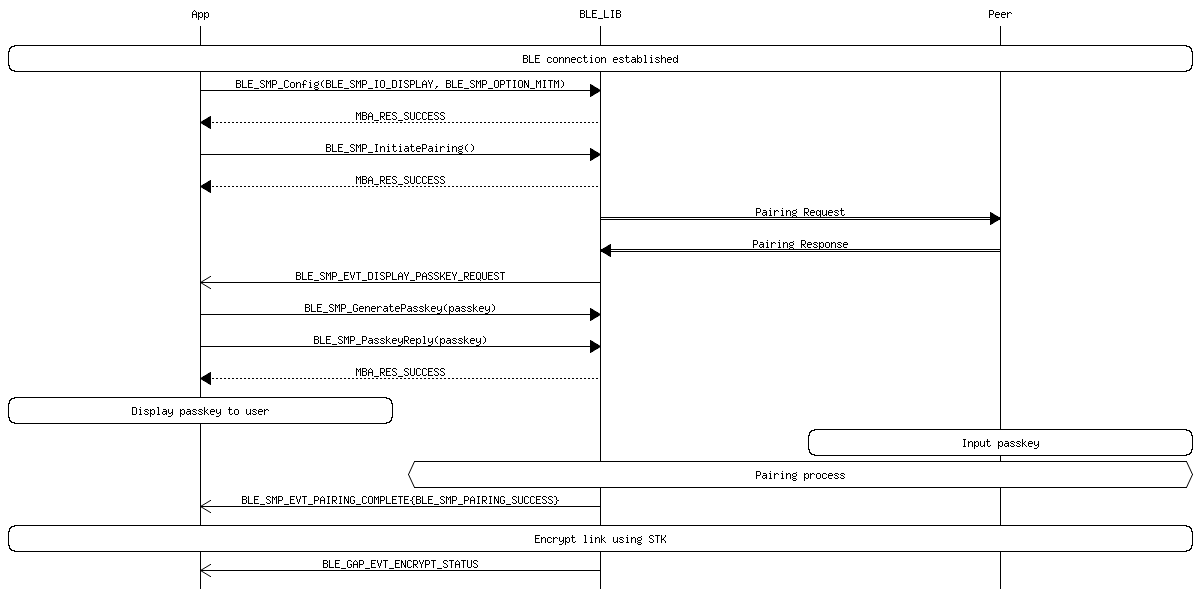 App BLE_LIB Peer
BLE connection established
BLE_SMP_Config(BLE_SMP_IO_DISPLAY, BLE_SMP_OPTION_MITM)
MBA_RES_SUCCESS
BLE_SMP_InitiatePairing()
MBA_RES_SUCCESS
Pairing Request
Pairing Response
BLE_SMP_EVT_DISPLAY_PASSKEY_REQUEST
BLE_SMP_GeneratePasskey(passkey)
BLE_SMP_PasskeyReply(passkey)
MBA_RES_SUCCESS
Display passkey to user
Input passkey
Pairing process
BLE_SMP_EVT_PAIRING_COMPLETE{BLE_SMP_PAIRING_SUCCESS}
Encrypt link using STK
BLE_GAP_EVT_ENCRYPT_STATUS